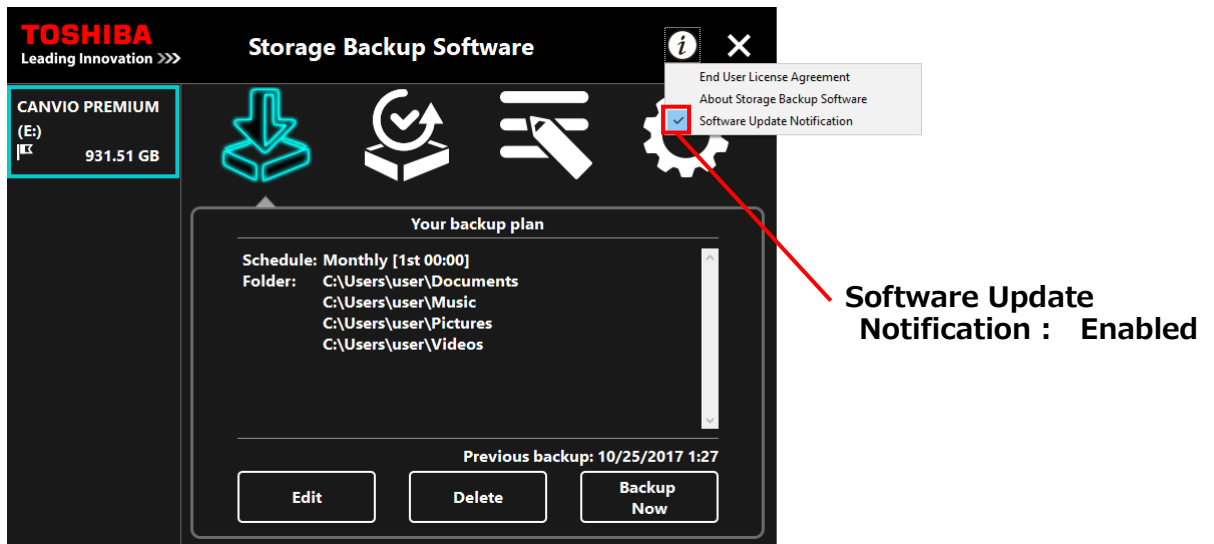 TOSHIBA
Leading Innovation >>>
Storage Backup Software
i
End User License Agreement
About Storage Backup Software
Software Update Notification
CANVIO PREMIUM
(E:)
931.51 GB
Your backup plan
Schedule: Monthly [1st 00:00]
Folder: C:\Users\user\Documents
C:\Users\user\Music
C:\Users\user\Pictures
C:\Users\user\Videos
Previous backup: 10/25/2017 1:27
Edit
Delete
Backup
Now
Software Update
Notification : Enabled